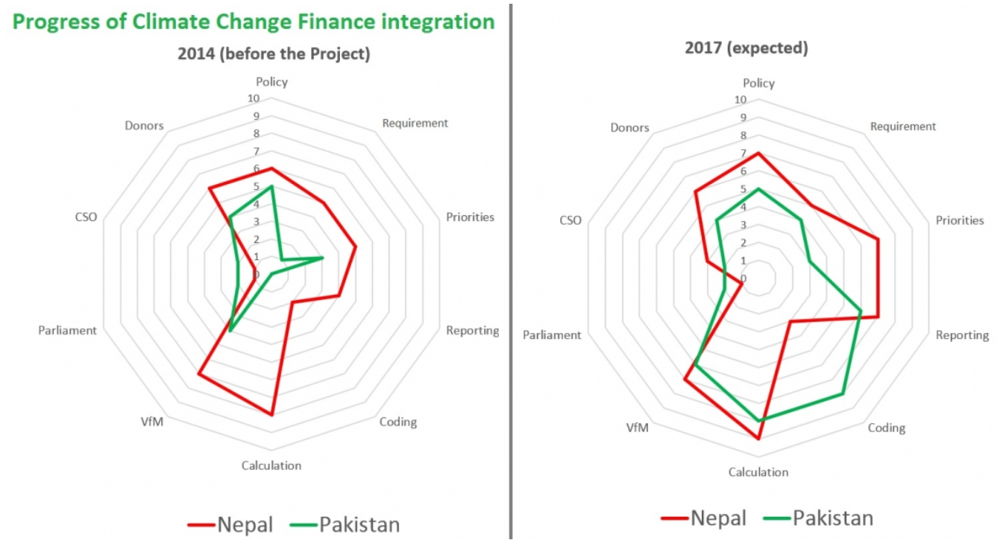 Progress of Climate Change Finance integration
2014 (before the Project)
Policy
Requirement
Priorities
Reporting
Coding
Calculation
VfM
Parliament
CSO
Donors
10
9
8
7
6
5
4
3
2
1
0
Nepal
Pakistan
2017 (expected)
Policy
Requirement
Priorities
Reporting
Coding
Calculation
VfM
Parliament
CSO
Donors
10
9
8
7
6
5
4
3
2
1
0
Nepal
Pakistan